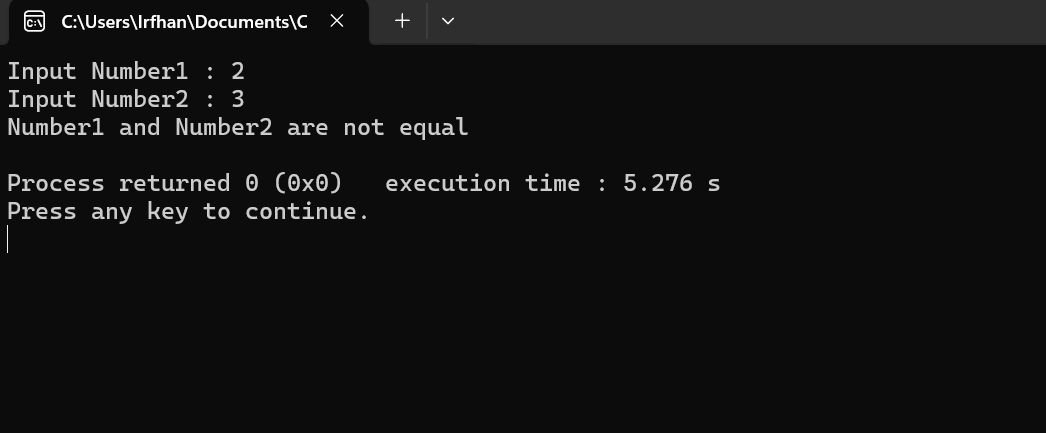 C:\Users\Irfhan\Documents\C
Input Number1 : 2
Input Number2 : 3
Number1 and Number2 are not equal
Process returned 0 (0x0)   execution time : 5.276 s
Press any key to continue.